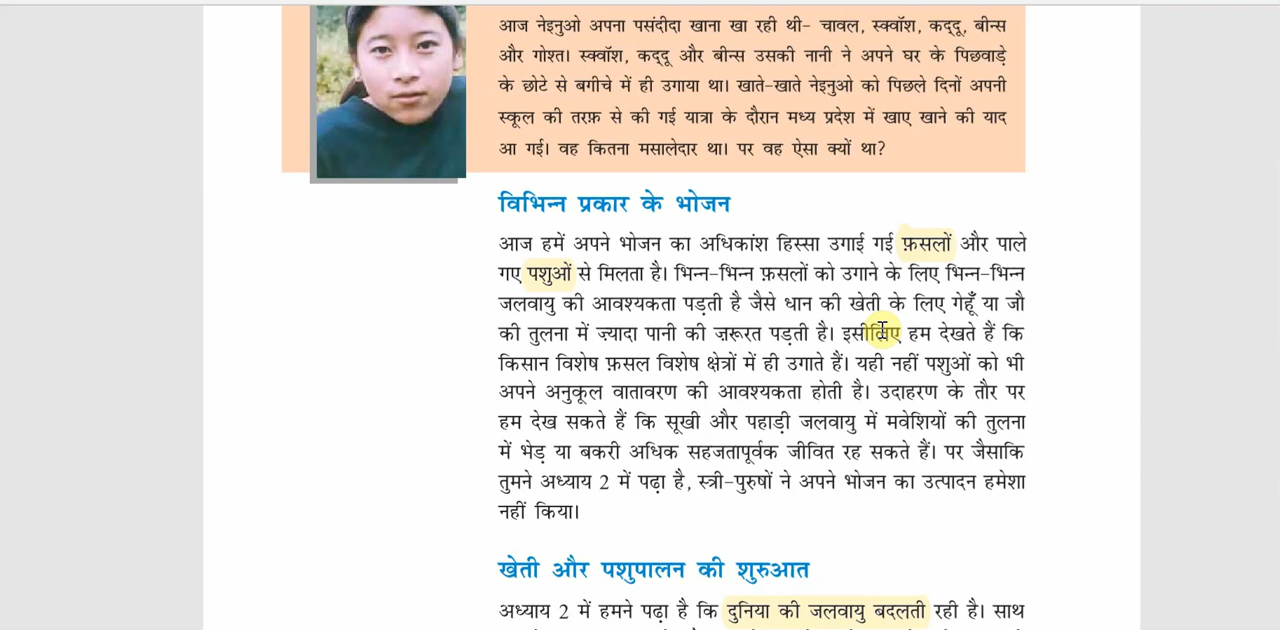 आज नेइनुओ अपना पसंदीदा खाना खा रही थी– चावल, स्क्वॉश, कद्दू, बीन्स
और गोश्त। स्क्वॉश, कद्दू और बीन्स उसकी नानी ने अपने घर के पिछवाड़े
के छोटे से बगीचे में ही उगाया था। खाते–खाते नेइनुओ को पिछले दिनों अपनी
स्कूल की तरफ़ से की गई यात्रा के दौरान मध्य प्रदेश में खाए खाने की याद
आ गई। वह कितना मसालेदार था। पर वह ऐसा क्यों था?
विभिन्न प्रकार के भोजन
आज हमें अपने भोजन का अधिकांश हिस्सा उगाई गई फ़सलों और पाले
गए पशुओं से मिलता है। भिन्न–भिन्न फ़सलों को उगाने के लिए भिन्न–भिन्न
जलवायु की आवश्यकता पड़ती है जैसे धान की खेती के लिए गेहूँ या जौ
की तुलना में ज़्यादा पानी की ज़रूरत पड़ती है। इसीलिए हम देखते हैं कि
किसान विशेष फ़सल विशेष क्षेत्रों में ही उगाते हैं। यही नहीं पशुओं को भी
अपने अनुकूल वातावरण की आवश्यकता होती है। उदाहरण के तौर पर
हम देख सकते हैं कि सूखी और पहाड़ी जलवायु में मवेशियों की तुलना
में भेड़ या बकरी अधिक सहजतापूर्वक जीवित रह सकते हैं। पर जैसाकि
तुमने अध्याय 2 में पढ़ा है, स्त्री–पुरुषों ने अपने भोजन का उत्पादन हमेशा
नहीं किया।
खेती और पशुपालन की शुरुआत
अध्याय 2 में हमने पढ़ा है कि दुनिया की जलवायु बदलती रही है। साथ